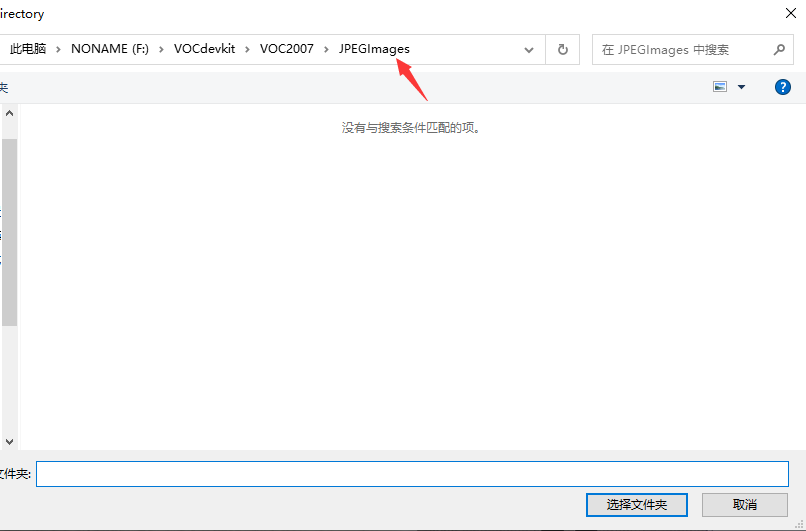 irectory
此电脑 › NONAME (F:) › VOCdevkit › VOC2007 › JPEGImages
在 JPEGImages 中搜索
夹
?
没有与搜索条件匹配的项。
文件夹:
选择文件夹
取消